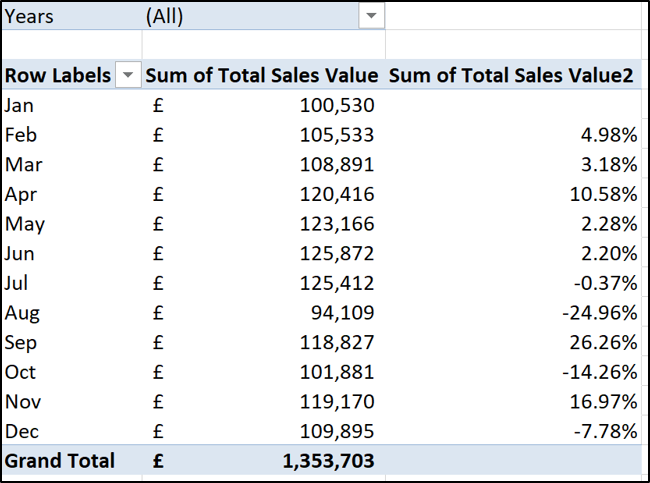 Years (All)
Row Labels Sum of Total Sales Value Sum of Total Sales Value2
Jan £ 100,530
Feb £ 105,533 4.98%
Mar £ 108,891 3.18%
Apr £ 120,416 10.58%
May £ 123,166 2.28%
Jun £ 125,872 2.20%
Jul £ 125,412 -0.37%
Aug £ 94,109 -24.96%
Sep £ 118,827 26.26%
Oct £ 101,881 -14.26%
Nov £ 119,170 16.97%
Dec £ 109,895 -7.78%
Grand Total £ 1,353,703